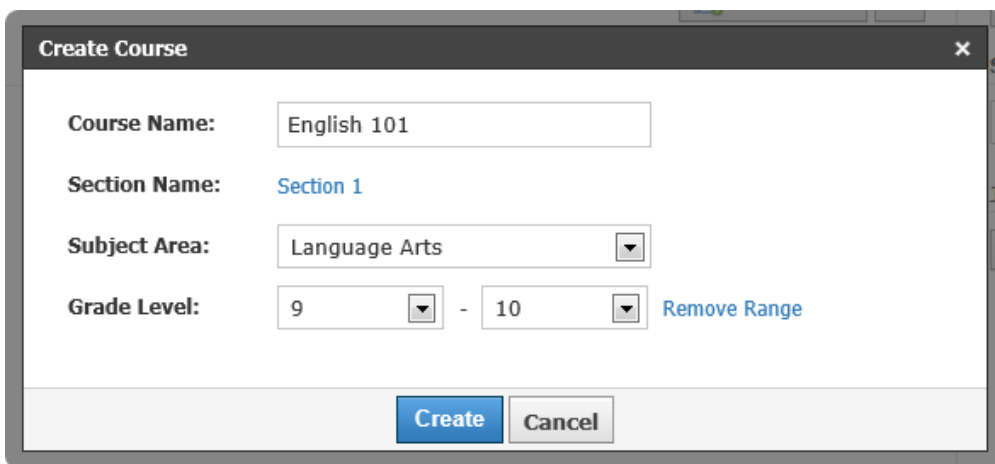 Create Course ×
Course Name: English 101
Section Name: Section 1
Subject Area: Language Arts
Grade Level: 9 - 10 Remove Range
Create Cancel